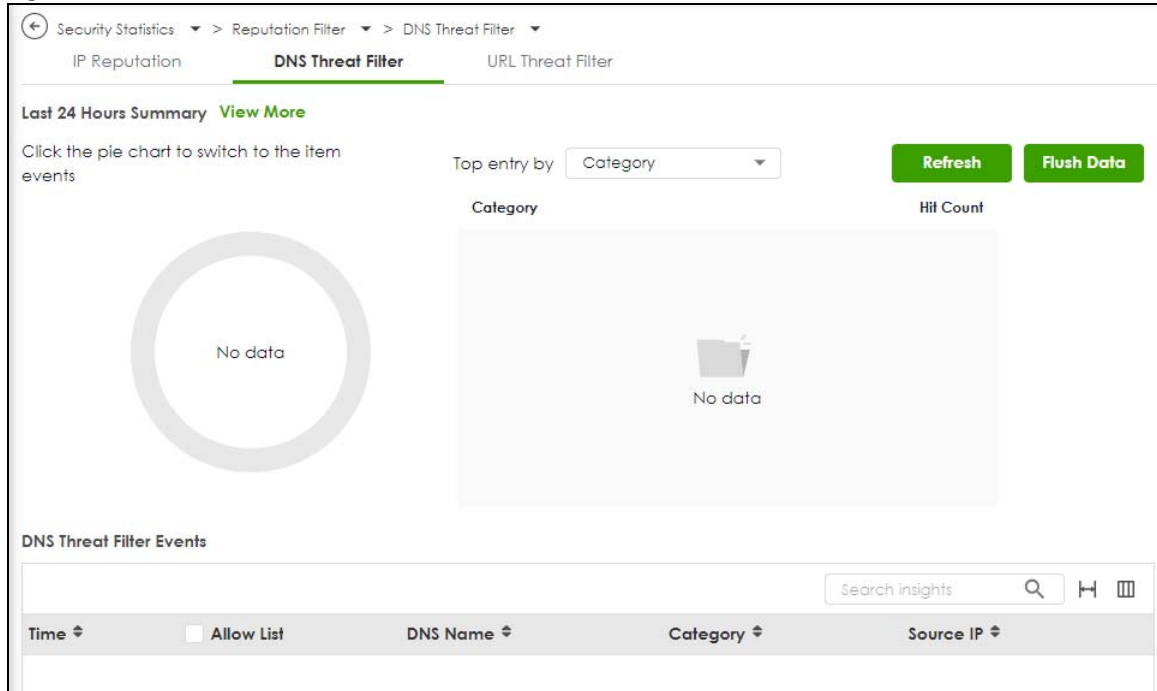 Security Statistics > Reputation Filter > DNS Threat Filter
IP Reputation DNS Threat Filter URL Threat Filter
Last 24 Hours Summary View More
Click the pie chart to switch to the item
events
Top entry by Category Refresh Flush Data
Category Hit Count
No data
No data
DNS Threat Filter Events
Search insights
Time Allow List DNS Name Category Source IP